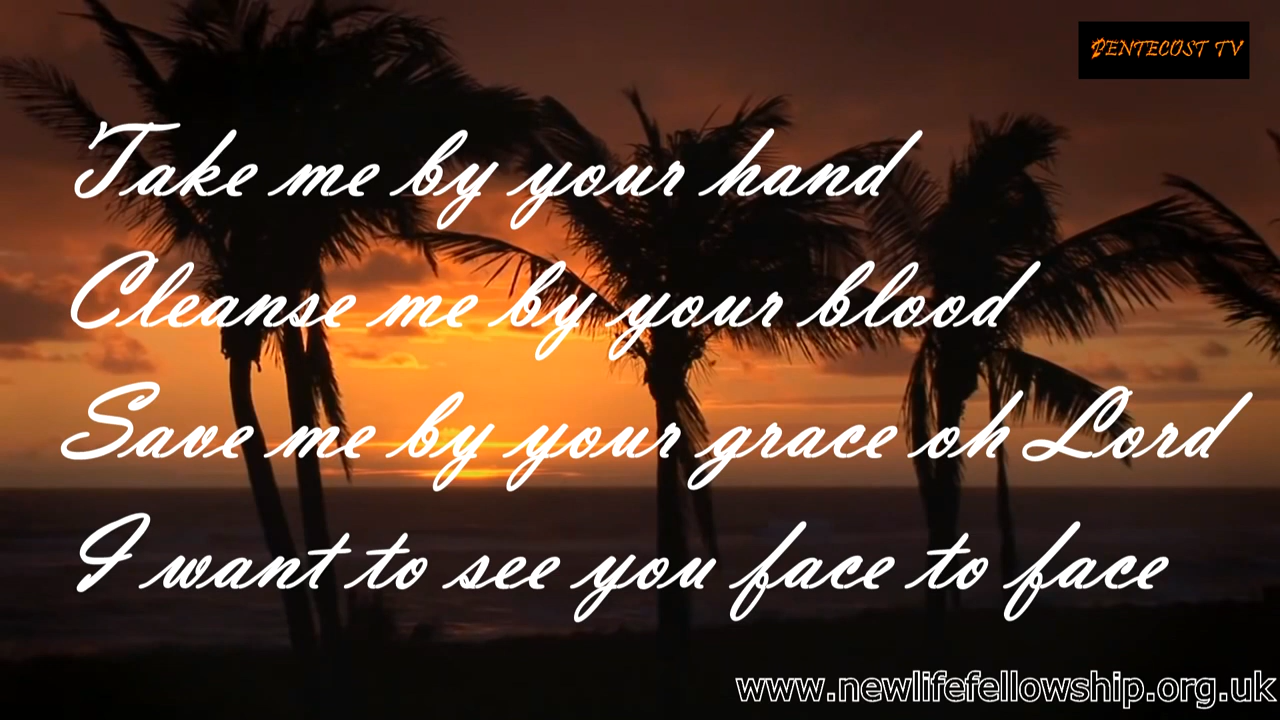 PENTECOST TV
Take me by your hand
Cleanse me by your blood
Save me by your grace oh Lord
I want to see you face to face
www.newlifefellowship.org.uk